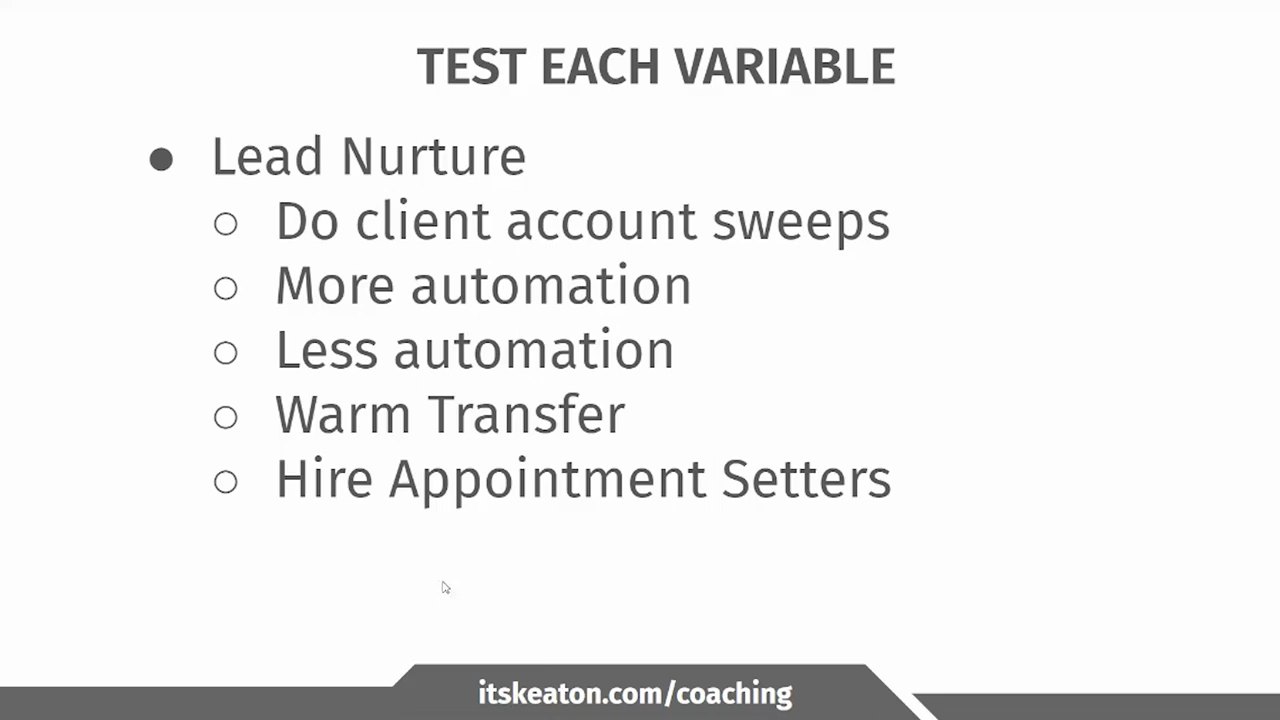 TEST EACH VARIABLE
● Lead Nurture
○ Do client account sweeps
○ More automation
○ Less automation
○ Warm Transfer
○ Hire Appointment Setters
itskeaton.com/coaching